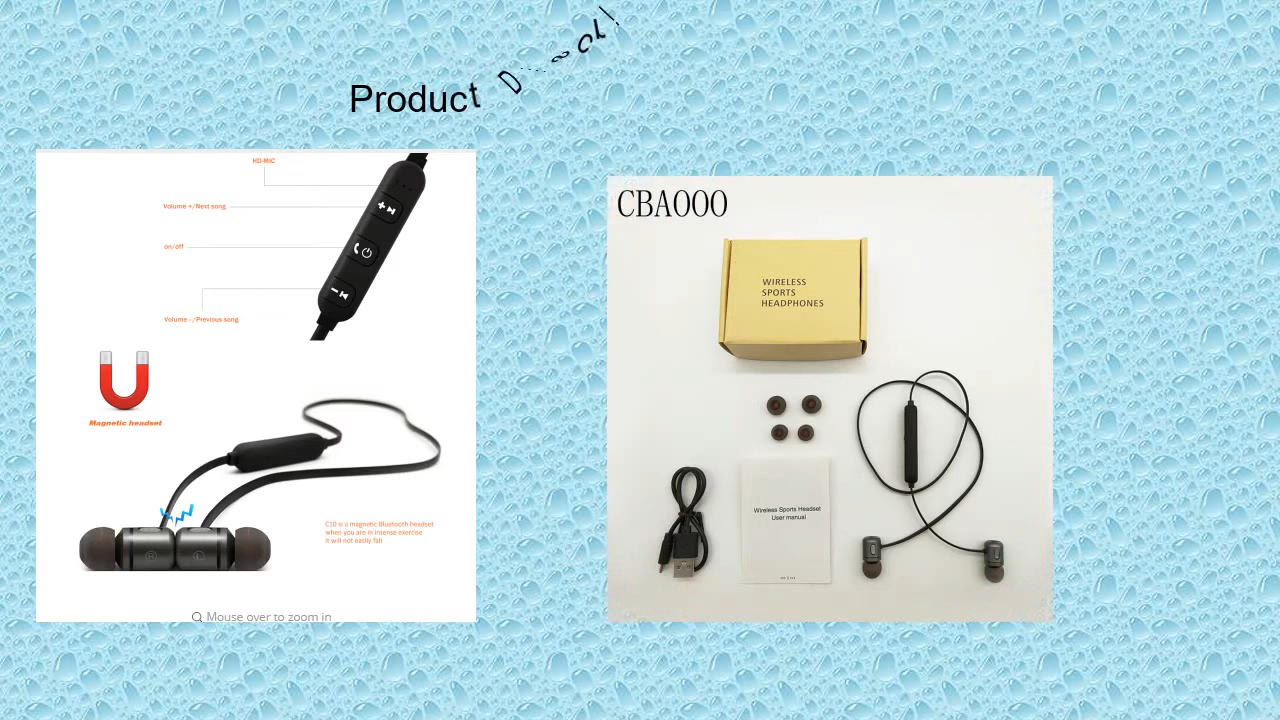 Product
HD-MIC
Volume +/Next song
on/off
Volume -/Previous song
Magnetic headset
R
L
C10 is a magnetic Bluetooth headset
when you are in intense exercise
it will not easily fall
Mouse over to zoom in
CBA000
WIRELESS
SPORTS
HEADPHONES
Wireless Sports Headset
User manual